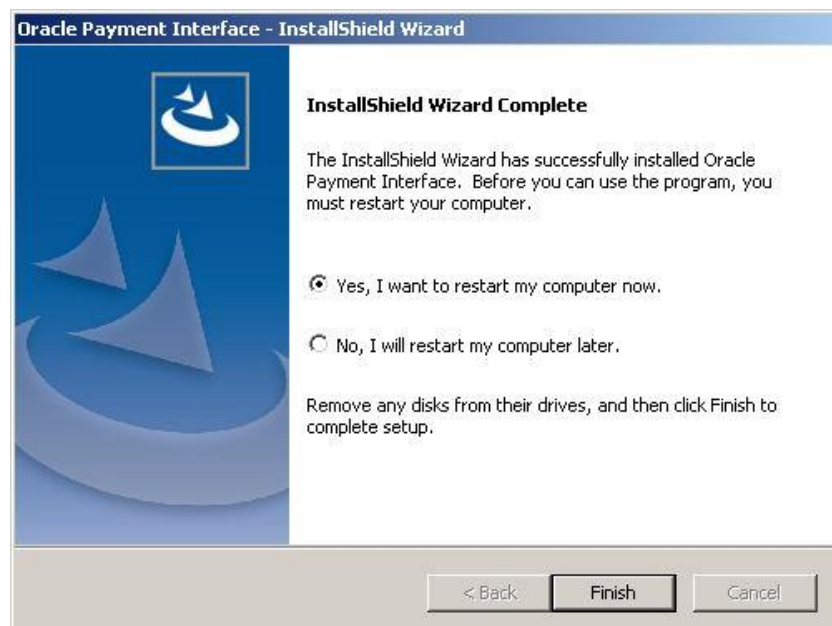 Oracle Payment Interface - InstallShield Wizard
InstallShield Wizard Complete
The InstallShield Wizard has successfully installed Oracle
Payment Interface.  Before you can use the program, you
must restart your computer.
Yes, I want to restart my computer now.
No, I will restart my computer later.
Remove any disks from their drives, and then click Finish to
complete setup.
< Back
Finish
Cancel